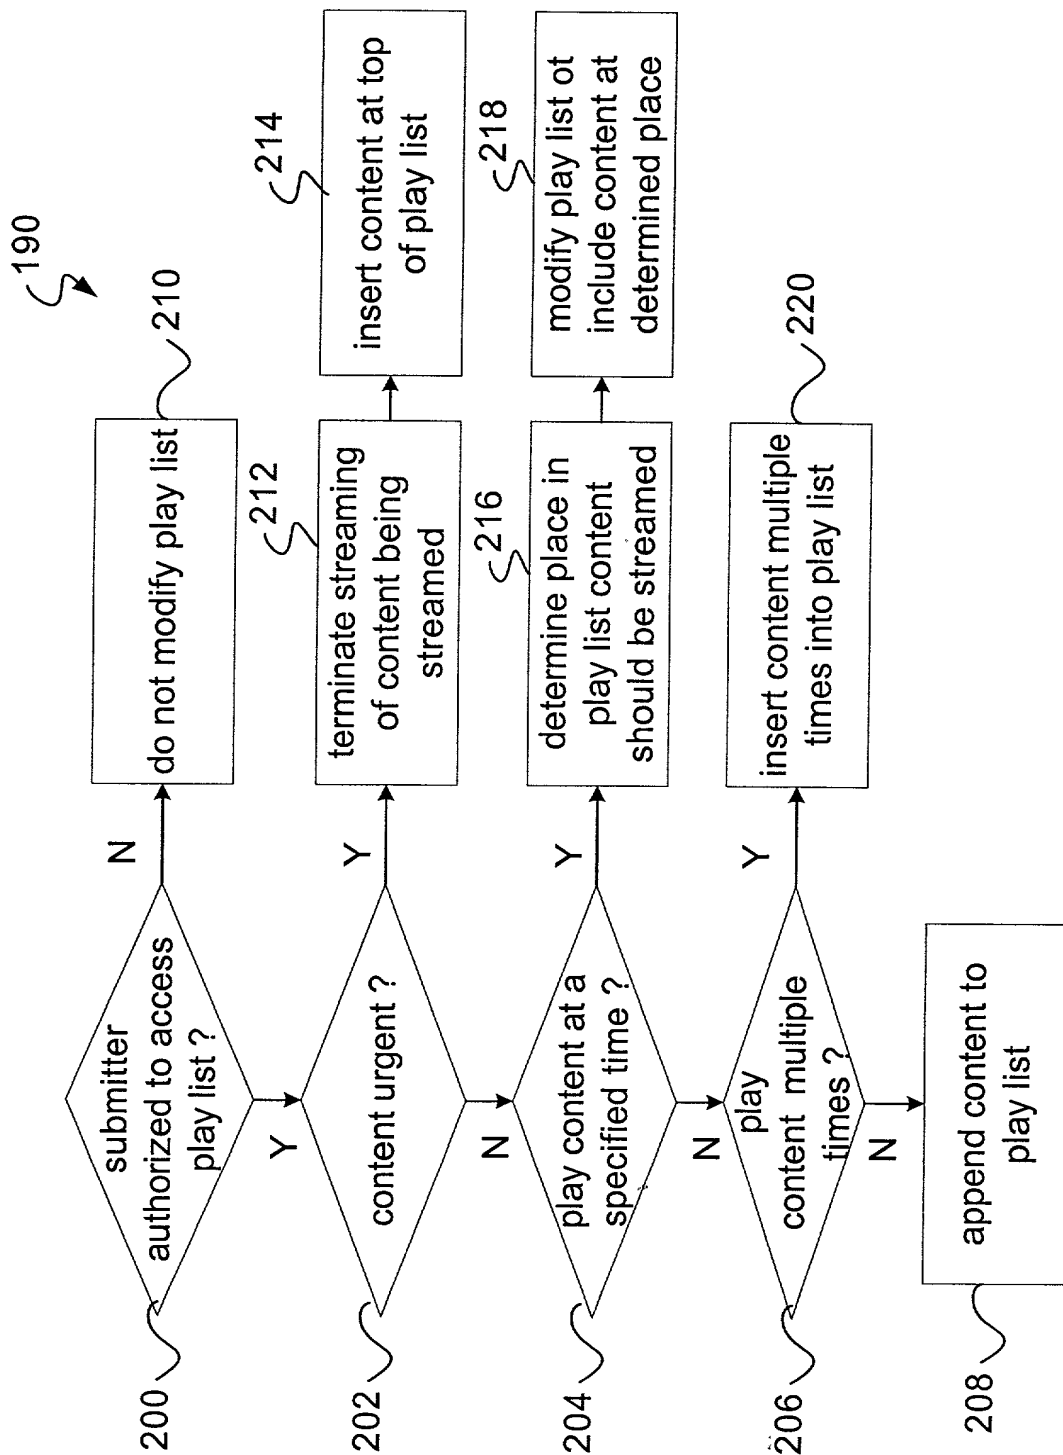 190
200
submitter
authorized to access
play list ?
N
do not modify play list
210
Y
202
content urgent ?
Y
212
terminate streaming
of content being
streamed
214
insert content at top
of play list
N
204
play content at a
specified time ?
Y
216
determine place in
play list content
should be streamed
218
modify play list ot
include content at
determined place
N
206
play
content multiple
times ?
Y
insert content multiple
times into play list
220
N
208
append content to
play list